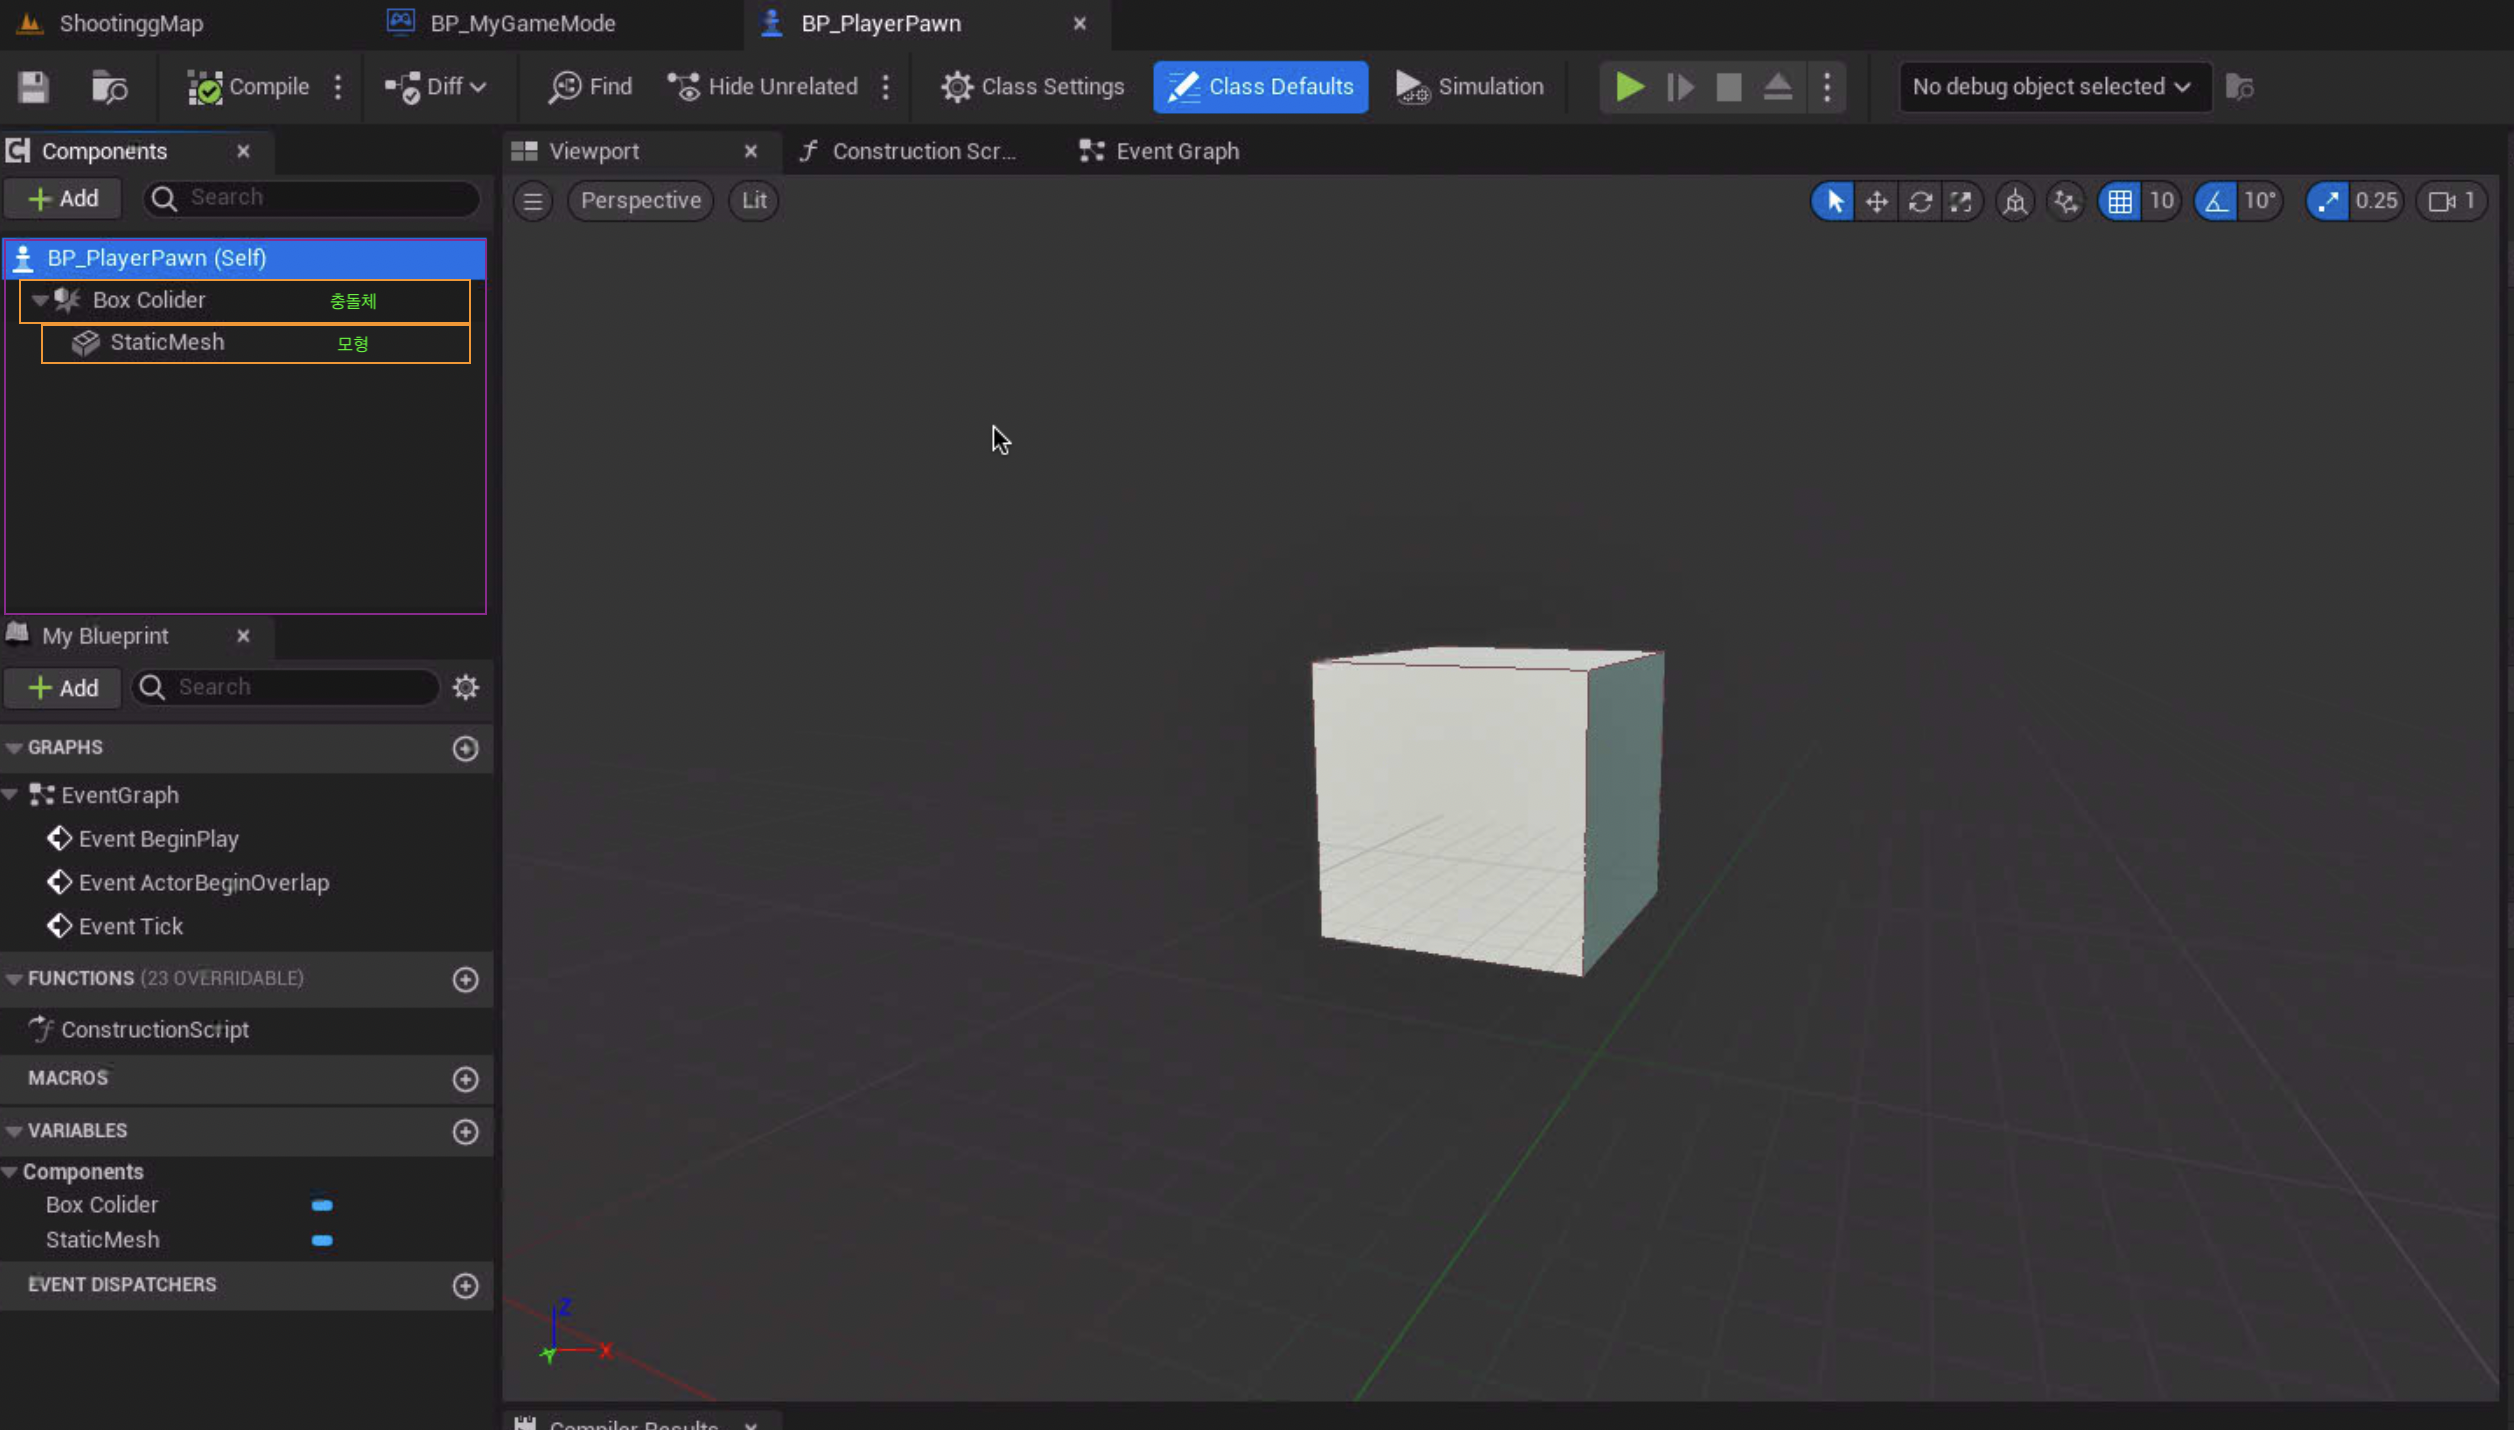 ShootinggMap
BP_MyGameMode
BP_PlayerPawn
Compile
Diff
Find
Hide Unrelated
Class Settings
Class Defaults
Simulation
No debug object selected
Components
Viewport
Construction Scr...
Event Graph
Add
Search
Perspective
Lit
10
10°
0.25
1
BP_PlayerPawn (Self)
Box Colider
충돌체
StaticMesh
모형
My Blueprint
Add
Search
GRAPHS
EventGraph
Event BeginPlay
Event ActorBeginOverlap
Event Tick
FUNCTIONS (23 OVERRIDABLE)
ConstructionScript
MACROS
VARIABLES
Components
Box Colider
StaticMesh
EVENT DISPATCHERS
Z
X
Y
Compiler Results